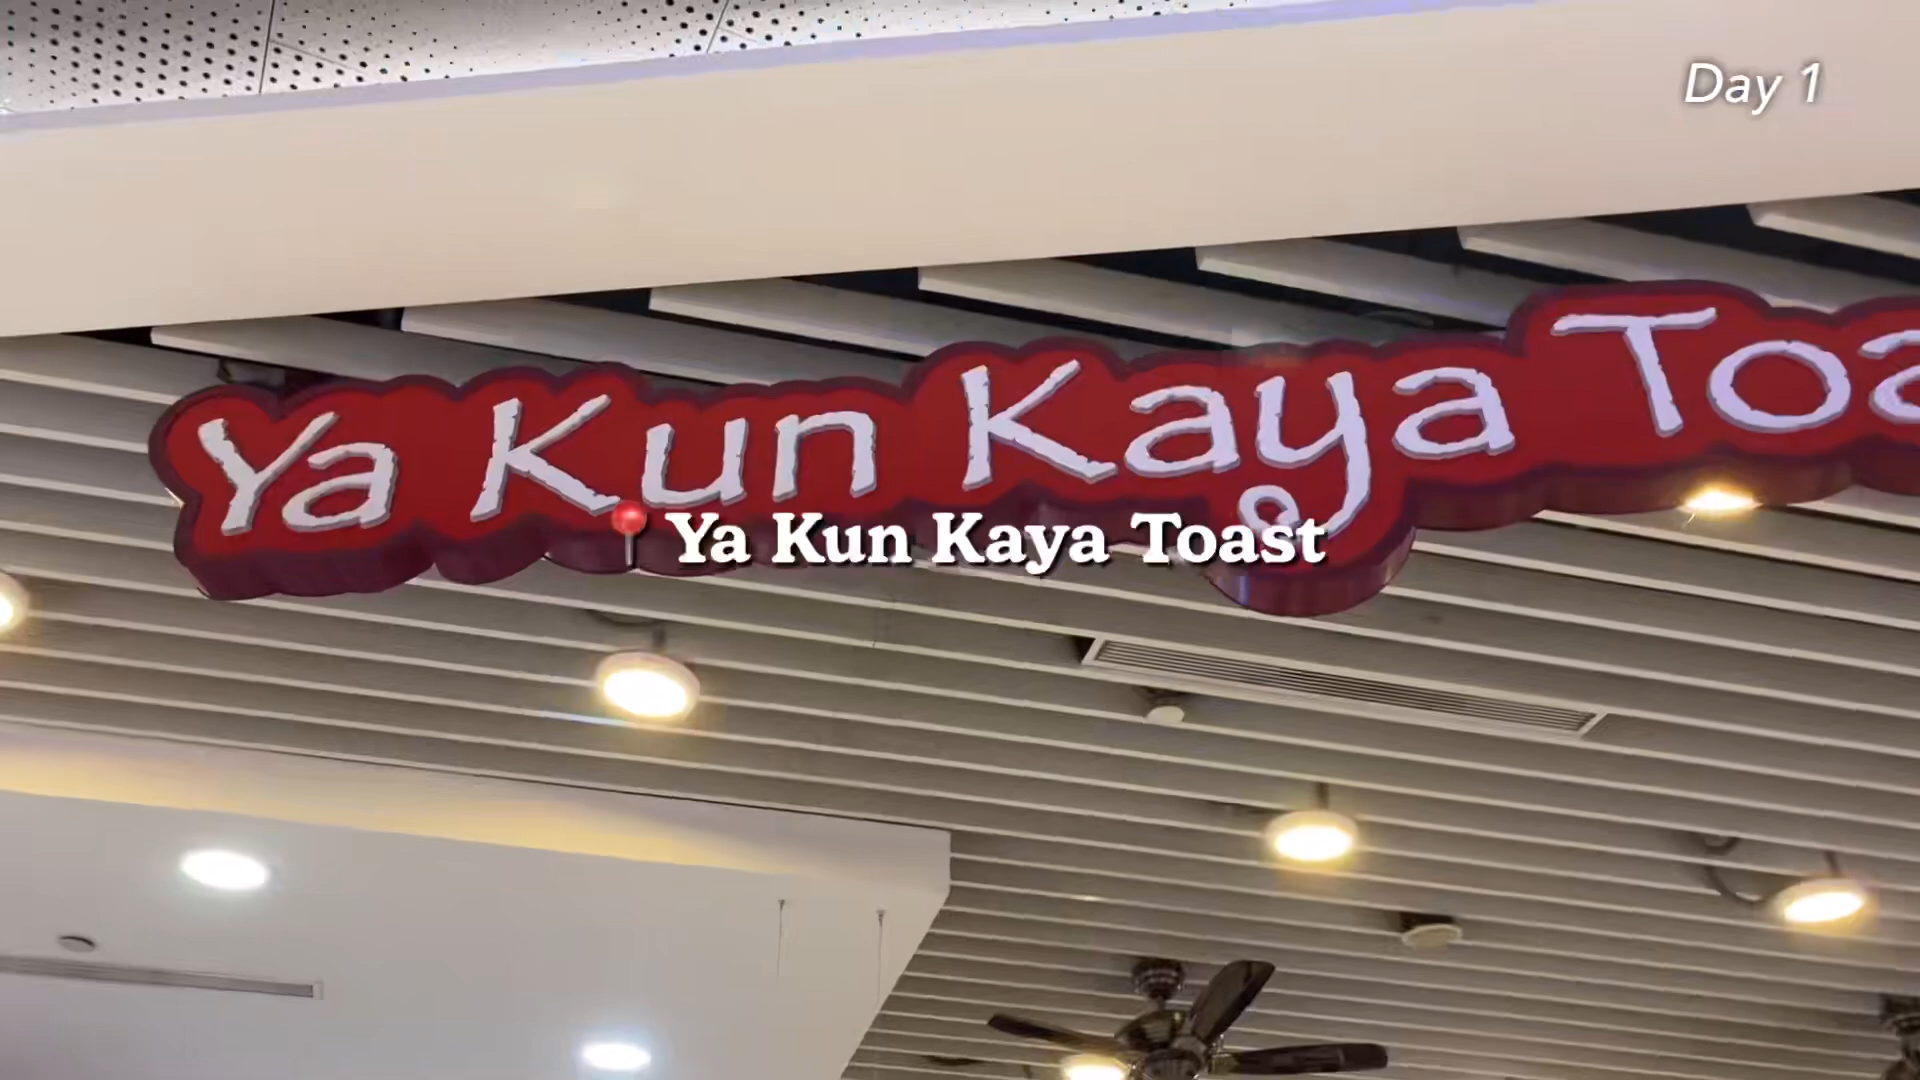 Day 1
Ya Kun Kaya Toa
📍 Ya Kun Kaya Toast